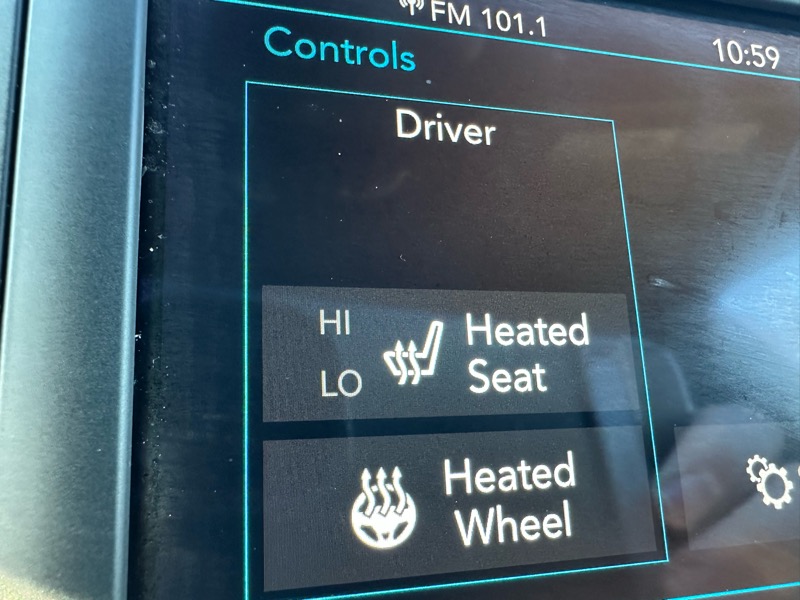 FM 101.1
10:59
Controls
Driver
HI
LO
Heated
Seat
Heated
Wheel